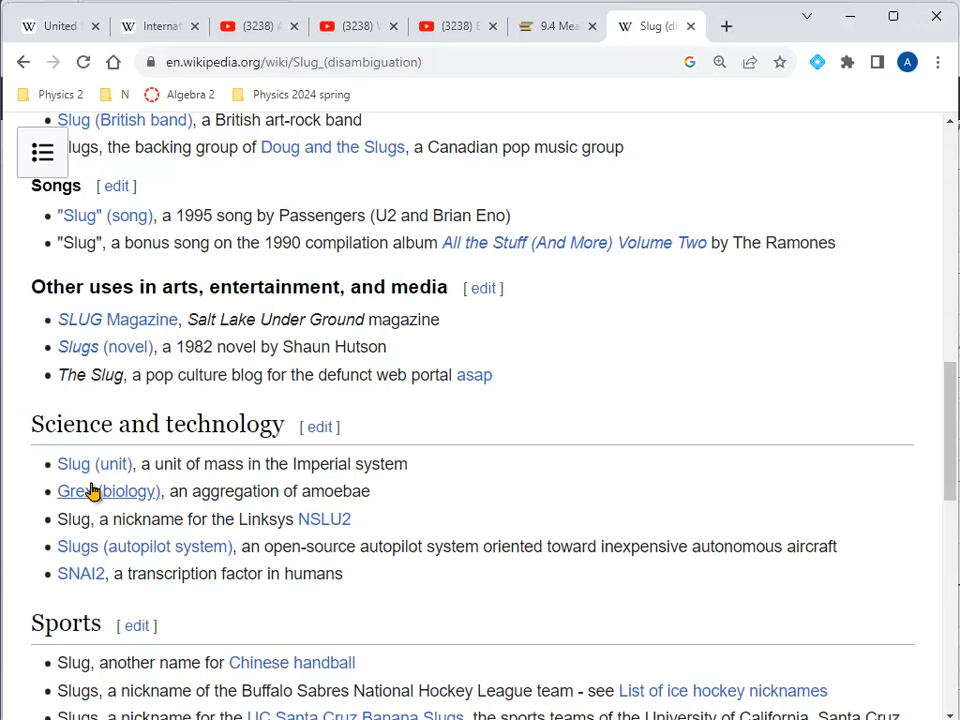 United
Internat
(3238)
(3238)
(3238)
9.4 Mea
Slug (di
en.wikipedia.org/wiki/Slug_(disambiguation)
G
A
Physics 2
N
Algebra 2
Physics 2024 spring
Slug (British band), a British art-rock band
lugs, the backing group of Doug and the Slugs, a Canadian pop music group
Songs [ edit ]
"Slug" (song), a 1995 song by Passengers (U2 and Brian Eno)
"Slug", a bonus song on the 1990 compilation album All the Stuff (And More) Volume Two by The Ramones
Other uses in arts, entertainment, and media [ edit ]
SLUG Magazine, Salt Lake Under Ground magazine
Slugs (novel), a 1982 novel by Shaun Hutson
The Slug, a pop culture blog for the defunct web portal asap
Science and technology [ edit ]
Slug (unit), a unit of mass in the Imperial system
Grex (biology), an aggregation of amoebae
Slug, a nickname for the Linksys NSLU2
Slugs (autopilot system), an open-source autopilot system oriented toward inexpensive autonomous aircraft
SNAI2, a transcription factor in humans
Sports [ edit ]
Slug, another name for Chinese handball
Slugs, a nickname of the Buffalo Sabres National Hockey League team - see List of ice hockey nicknames
Slugs, a nickname for the UC Santa Cruz Banana Slugs, the sports teams of the University of California, Santa Cruz